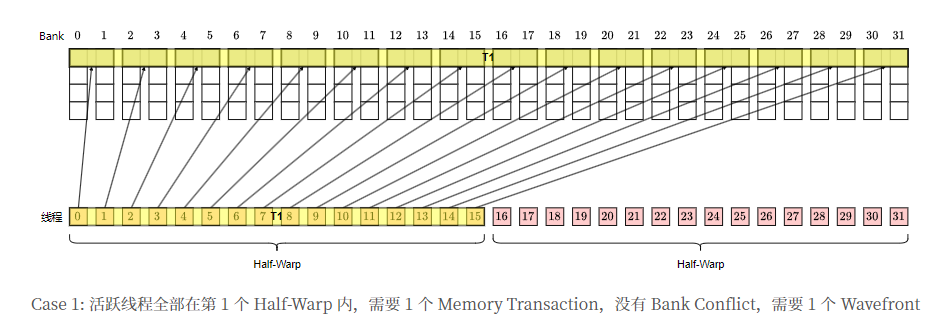 Bank 0 1 2 3 4 5 6 7 8 9 10 11 12 13 14 15 16 17 18 19 20 21 22 23 24 25 26 27 28 29 30 31
T1
线程 0 1 2 3 4 5 6 7 T1 8 9 10 11 12 13 14 15 16 17 18 19 20 21 22 23 24 25 26 27 28 29 30 31
Half-Warp Half-Warp
Case 1: 活跃线程全部在第 1 个 Half-Warp 内，需要 1 个 Memory Transaction，没有 Bank Conflict，需要 1 个 Wavefront